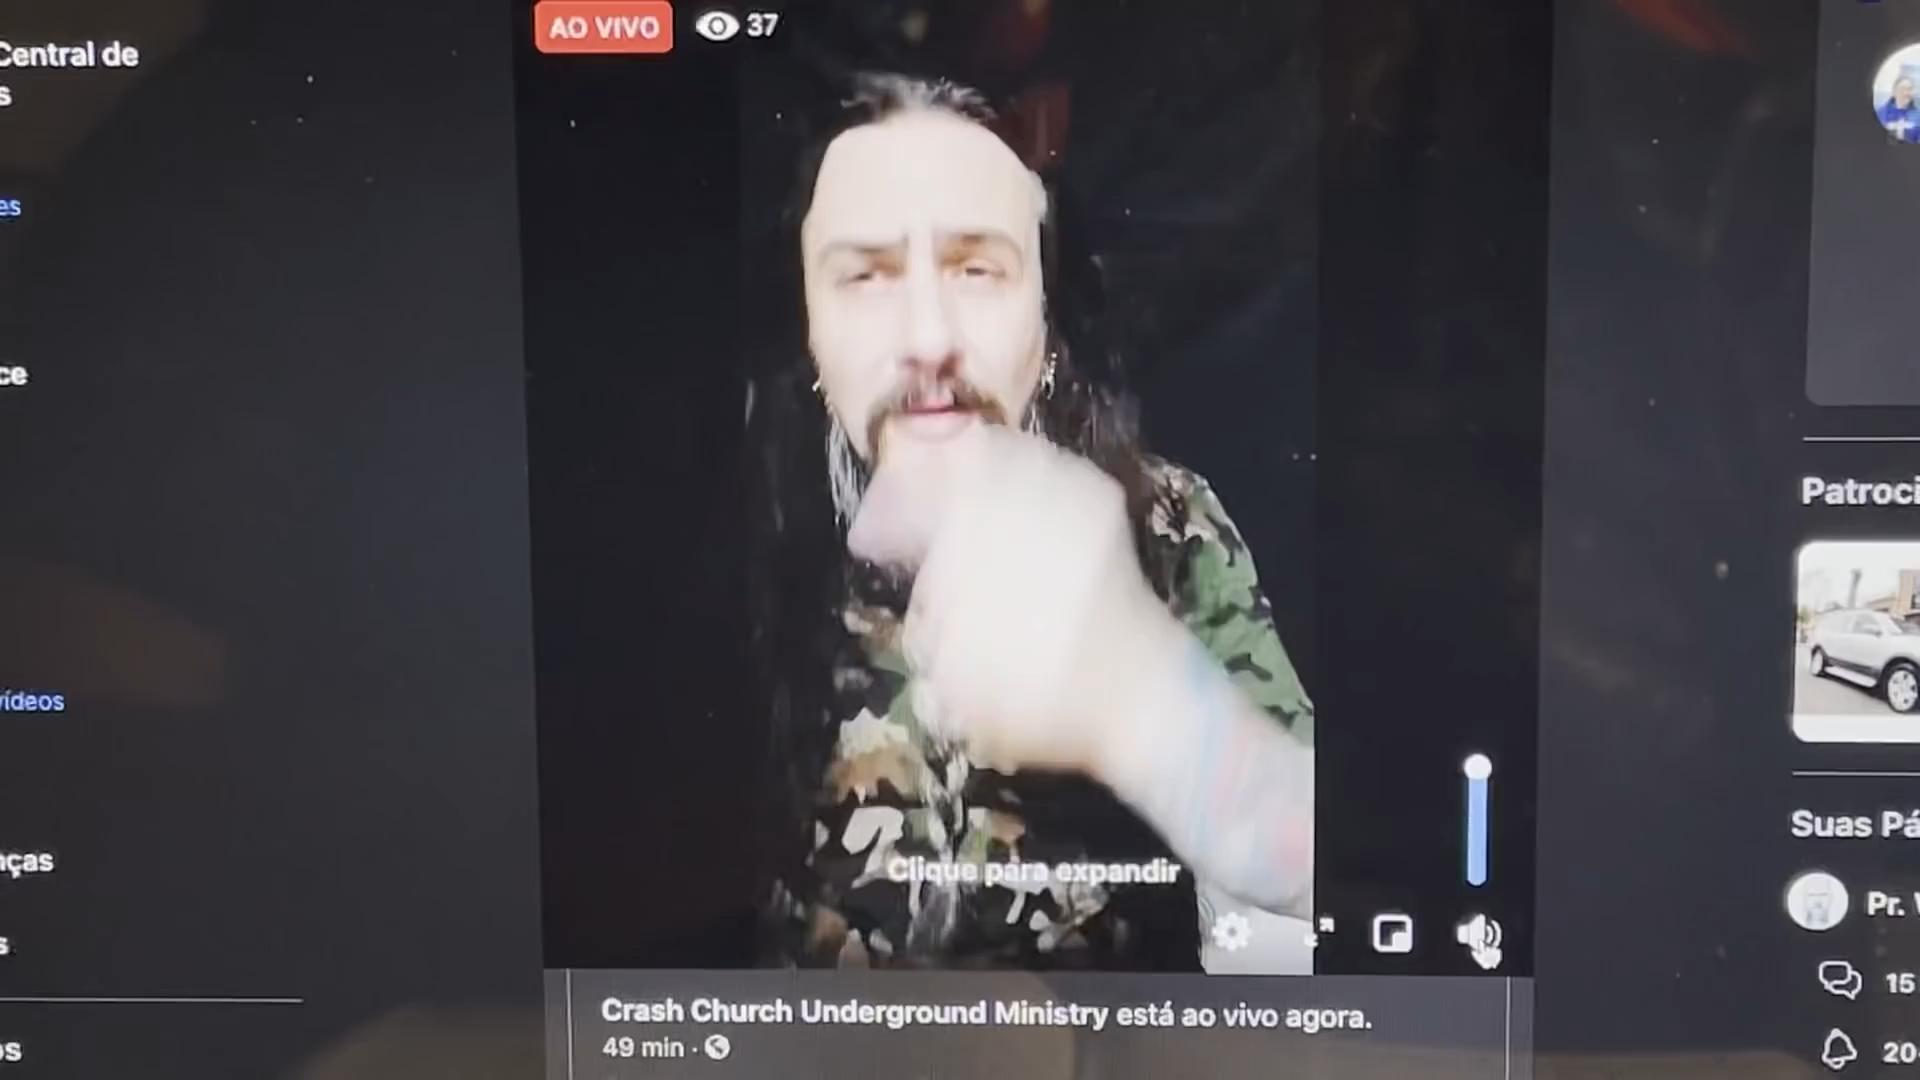 AO VIVO 37
Central de
s
es
ce
vídeos
nças
s
os
Clique para expandir
Crash Church Underground Ministry está ao vivo agora.
49 min ·
Patroci
Suas Pá
Pr.
15
20